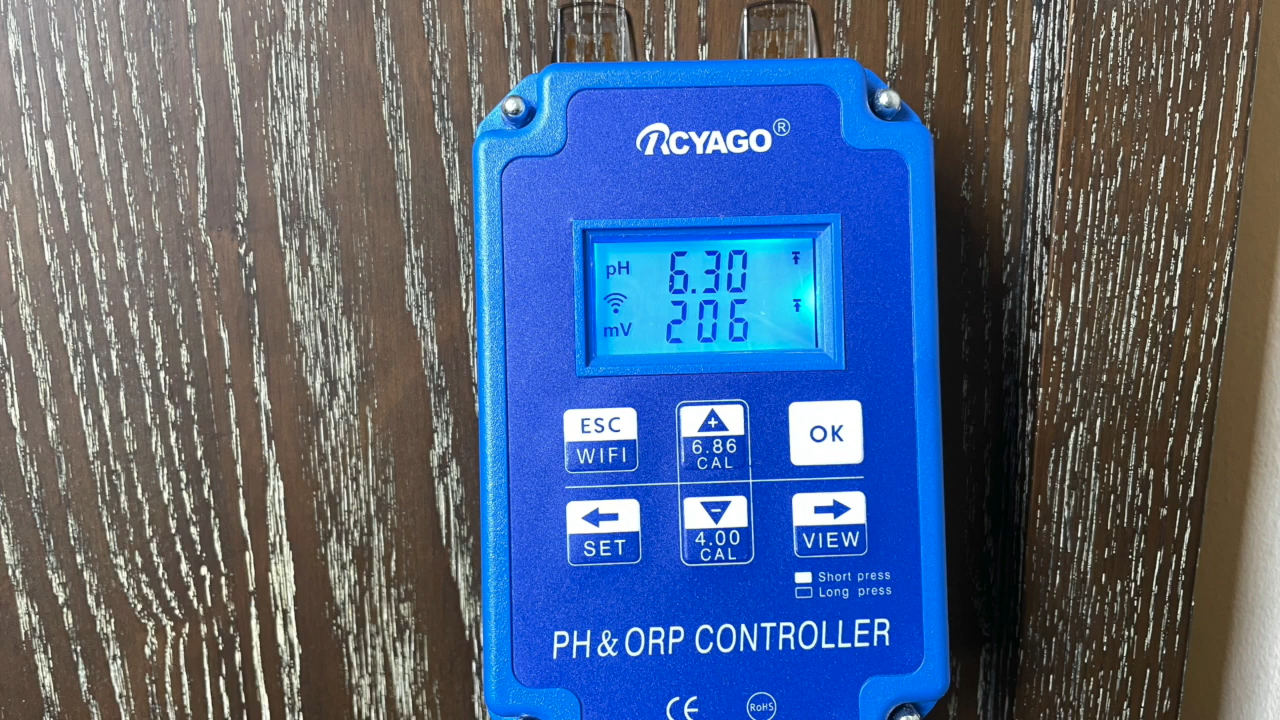 RCYAGO®
pH 6.30
mV 206
ESC
WIFI
+
6.86
CAL
OK
SET
-
4.00
CAL
VIEW
Short press
Long press
PH & ORP CONTROLLER
CE RoHS